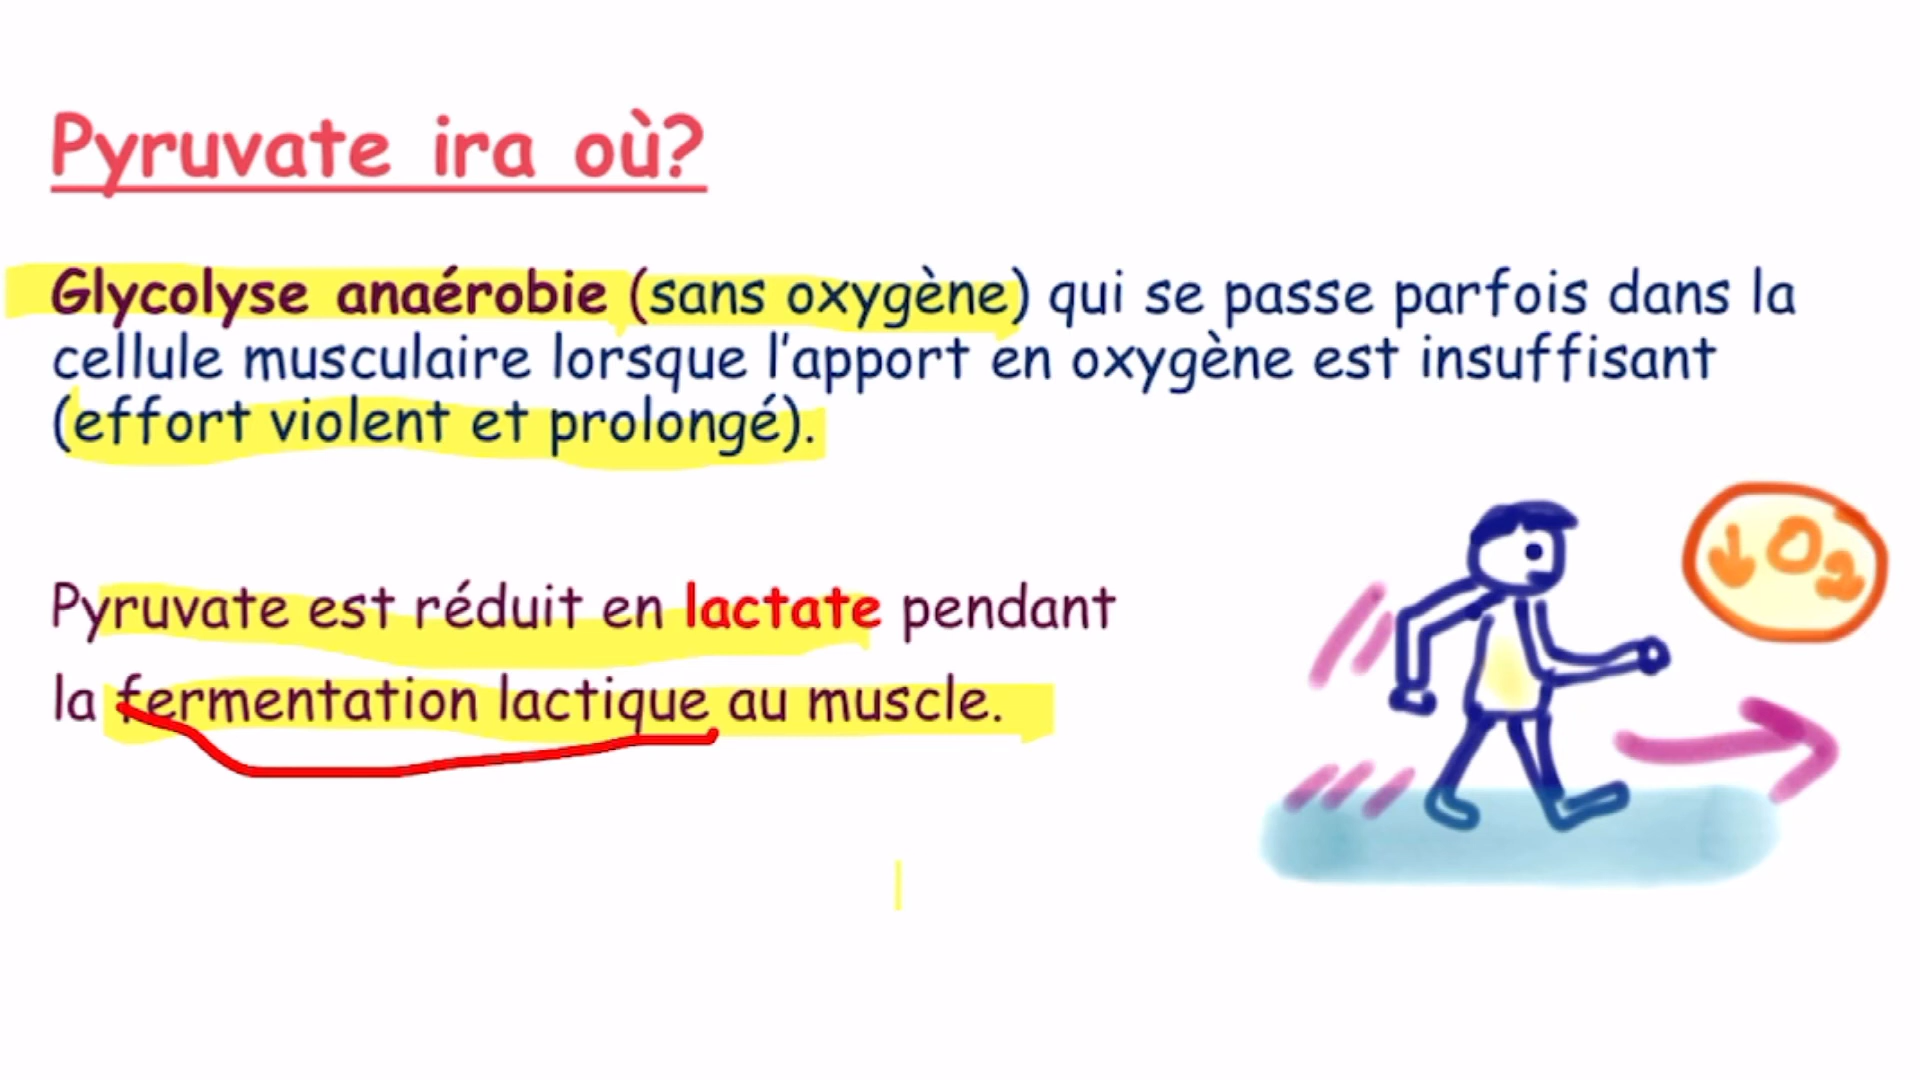 Pyruvate ira où?
Glycolyse anaérobie (sans oxygène) qui se passe parfois dans la
cellule musculaire lorsque l'apport en oxygène est insuffisant
(effort violent et prolongé).
↓O₂
Pyruvate est réduit en lactate pendant
la fermentation lactique au muscle.